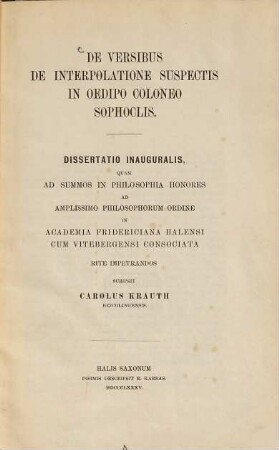 DE VERSIBUS
DE INTERPOLATIONE SUSPECTIS
IN OEDIPO COLONEO
SOPHOCLIS.
DISSERTATIO INAUGURALIS,
QUAM
AD SUMMOS IN PHILOSOPHIA HONORES
AB
AMPLISSIMO PHILOSOPHORUM ORDINE
IN
ACADEMIA FRIDERICIANA HALENSI
CUM VITEBERGENSI CONSOCIATA
RITE IMPETRANDOS
SCRIPSIT
CAROLUS KRAUTH
HALIS SAXONUM
TYPIS DESCRIPSIT E. KARRAS.
A